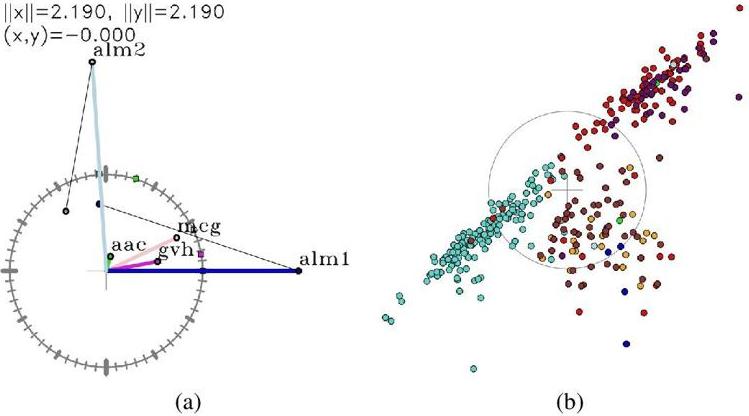 ||x||=2.190, ||y||=2.190
(x,y)=-0.000
alm2
mcg
aac
gvh
alm1
(a) (b)